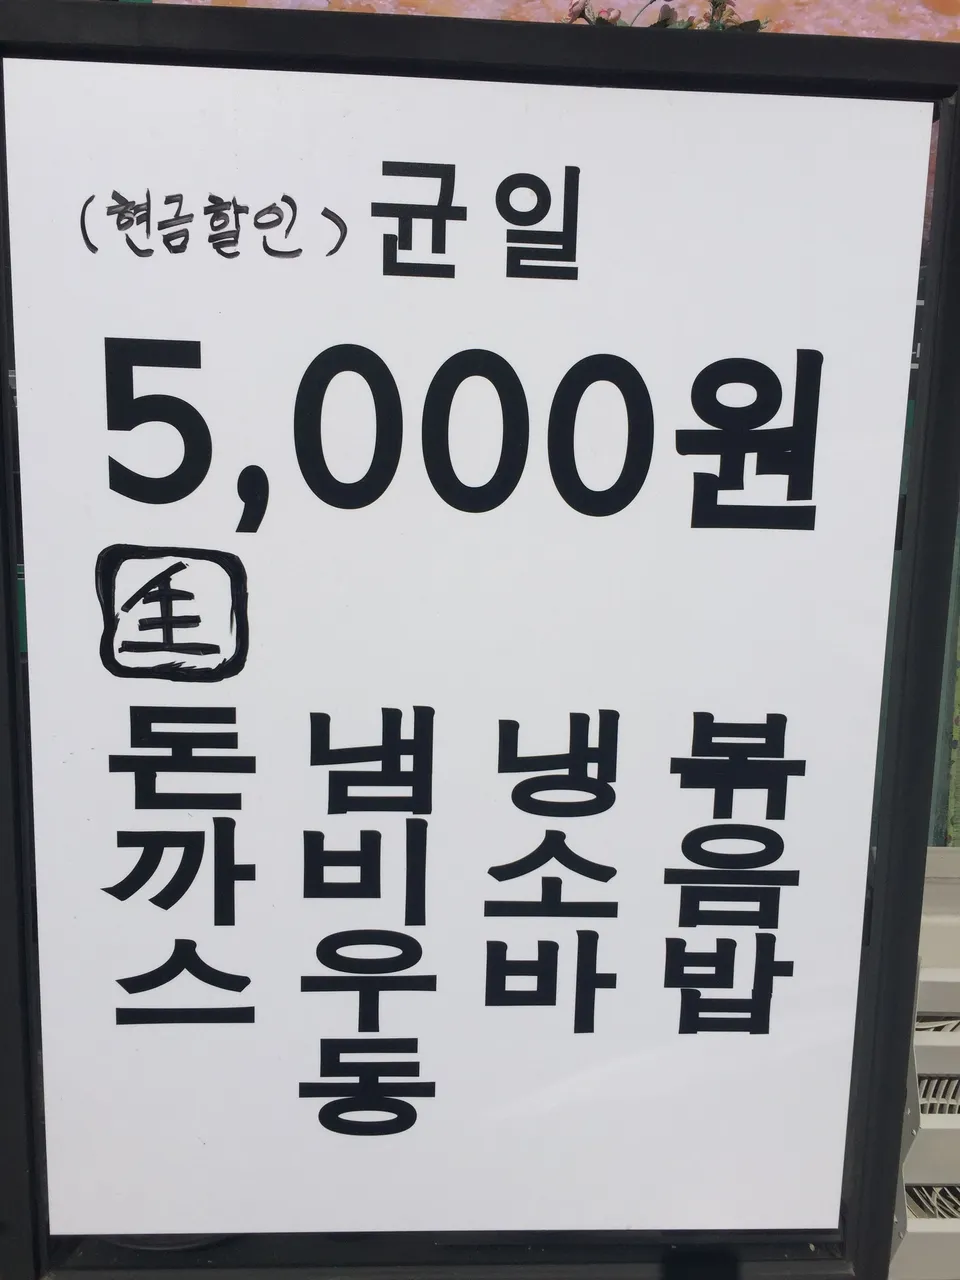 (현금할인) 균일
5,000원
生
돈까스
냄비우동
냉소바
볶음밥